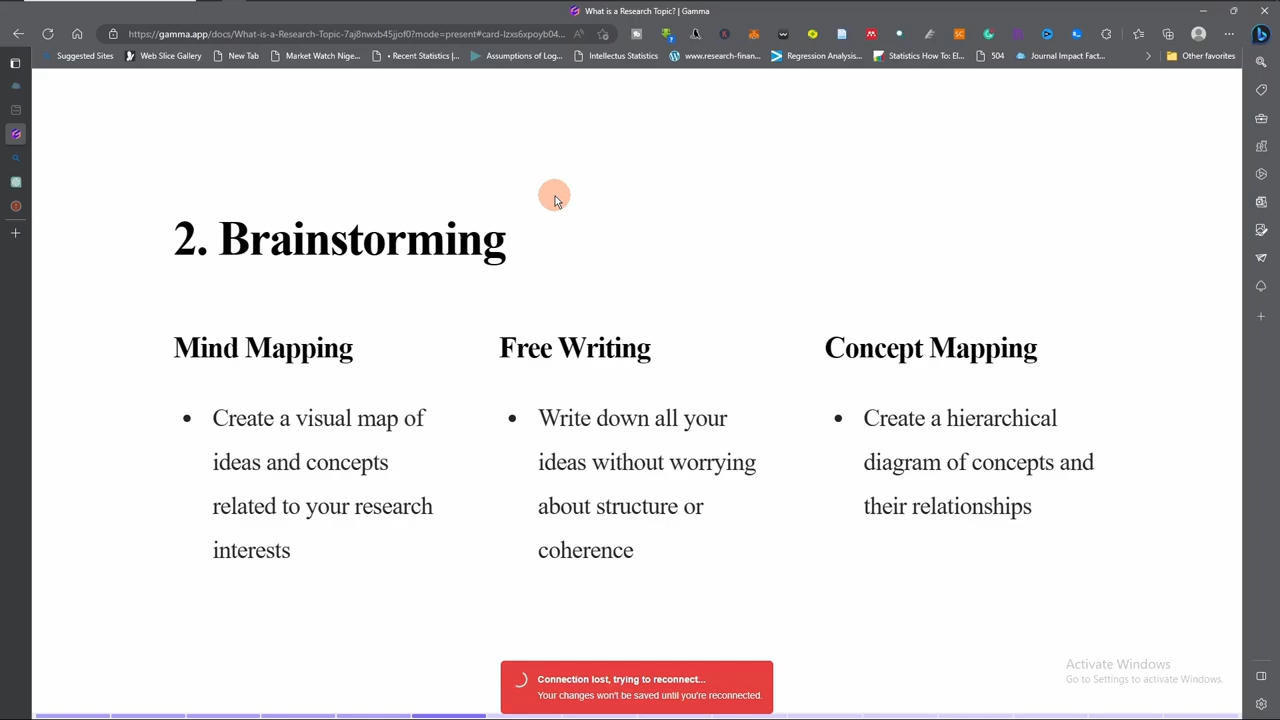 What is a Research Topic? | Gamma
https://gamma.app/docs/What-is-a-Research-Topic-7aj8nwxb45jjof0?mode=present#card-lzxs6xpoyb04...
Suggested Sites
Web Slice Gallery
New Tab
Market Watch Nige...
• Recent Statistics |...
Assumptions of Log...
Intellectus Statistics
www.research-finan...
Regression Analysis...
Statistics How To: El...
504
Journal Impact Fact...
Other favorites
2. Brainstorming
Mind Mapping
• Create a visual map of
ideas and concepts
related to your research
interests
Free Writing
• Write down all your
ideas without worrying
about structure or
coherence
Concept Mapping
• Create a hierarchical
diagram of concepts and
their relationships
Connection lost, trying to reconnect...
Your changes won't be saved until you're reconnected.
Activate Windows
Go to Settings to activate Windows.